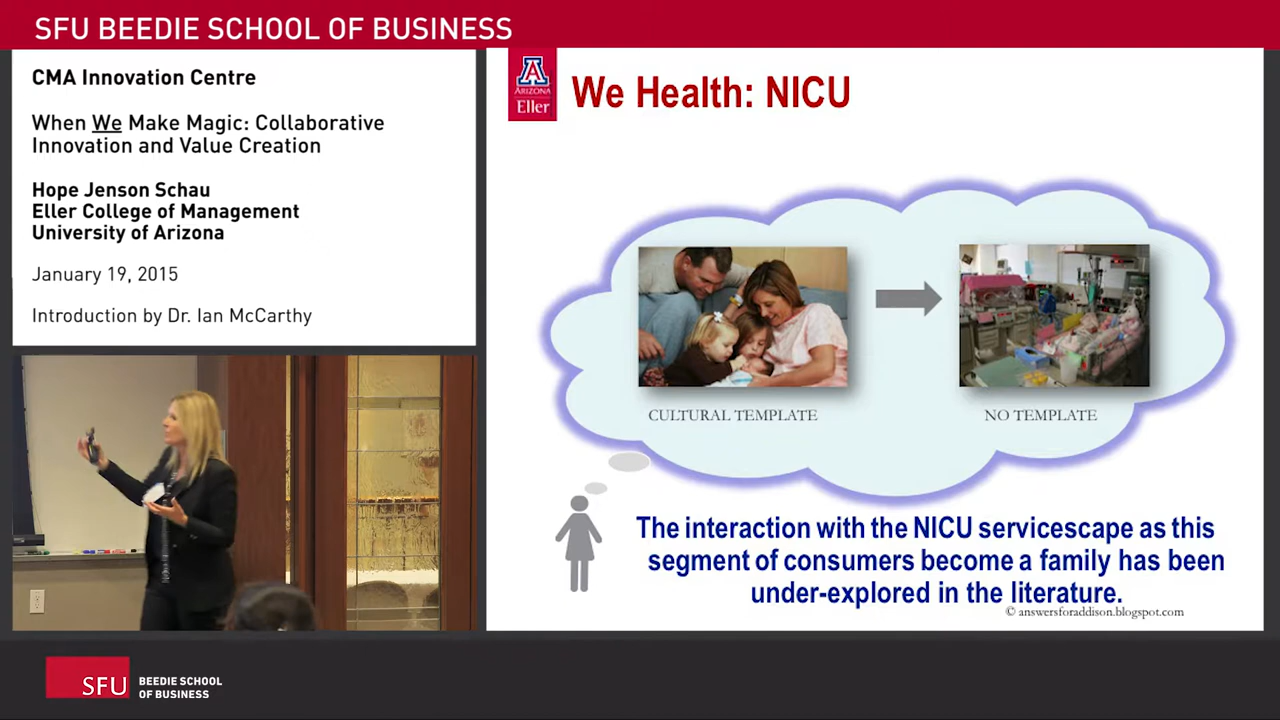 SFU BEEDIE SCHOOL OF BUSINESS
CMA Innovation Centre
When We Make Magic: Collaborative
Innovation and Value Creation
Hope Jenson Schau
Eller College of Management
University of Arizona
January 19, 2015
Introduction by Dr. Ian McCarthy
A
ARIZONA
Eller
We Health: NICU
CULTURAL TEMPLATE
NO TEMPLATE
The interaction with the NICU servicescape as this
segment of consumers become a family has been
under-explored in the literature.
© answersforaddison.blogspot.com
SFU
BEEDIE SCHOOL
OF BUSINESS